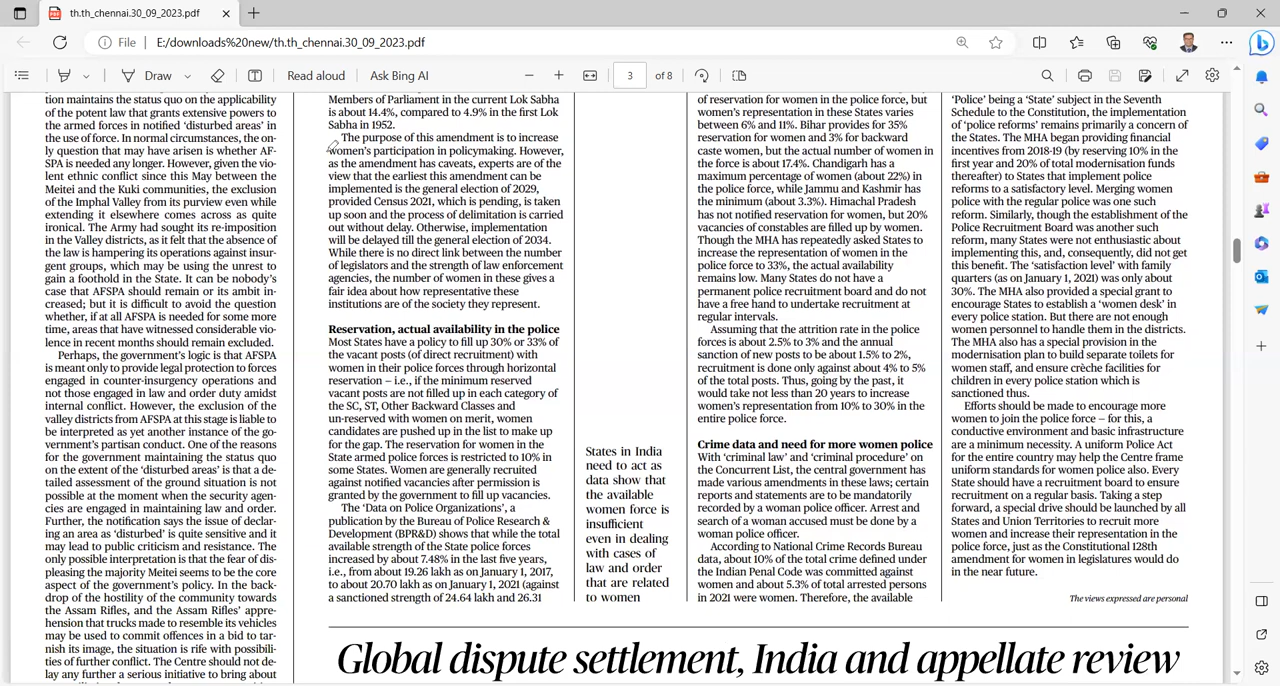 th.th_chennai.30_09_2023.pdf
File
E:/downloads%20new/th.th_chennai.30_09_2023.pdf
Draw
Read aloud
Ask Bing AI
3
of 8
tion maintains the status quo on the applicability
of the potent law that grants extensive powers to
the armed forces in notified ‘disturbed areas’ in
the use of force. In normal circumstances, the on-
ly question that may have arisen is whether AF-
SPA is needed any longer. However, given the vio-
lent ethnic conflict since this May between the
Meitei and the Kuki communities, the exclusion
of the Imphal Valley from its purview even while
extending it elsewhere comes across as quite
ironical. The Army had sought its re-imposition
in the Valley districts, as it felt that the absence of
the law is hampering its operations against insur-
gent groups, which may be using the unrest to
gain a foothold in the State. It can be nobody’s
case that AFSPA should remain or its ambit in-
creased; but it is difficult to avoid the question
whether, if at all AFSPA is needed for some more
time, areas that have witnessed considerable vio-
lence in recent months should remain excluded.
Perhaps, the government’s logic is that AFSPA
is meant only to provide legal protection to forces
engaged in counter-insurgency operations and
not those engaged in law and order duty amidst
internal conflict. However, the exclusion of the
valley districts from AFSPA at this stage is liable to
be interpreted as yet another instance of the go-
vernment’s partisan conduct. One of the reasons
for the government maintaining the status quo
on the extent of the ‘disturbed areas’ is that a de-
tailed assessment of the ground situation is not
possible at the moment when the security agen-
cies are engaged in maintaining law and order.
Further, the notification says the issue of declar-
ing an area as ‘disturbed’ is quite sensitive and it
may lead to public criticism and resistance. The
only possible interpretation is that the fear of dis-
pleasing the majority Meitei seems to be the core
aspect of the government’s policy. In the back-
drop of the hostility of the community towards
the Assam Rifles, and the Assam Rifles’ appre-
hension that trucks made to resemble its vehicles
may be used to commit offences in a bid to tar-
nish its image, the situation is rife with possibili-
ties of further conflict. The Centre should not de-
lay any further a serious initiative to bring about
Members of Parliament in the current Lok Sabha
is about 14.4%, compared to 4.9% in the first Lok
Sabha in 1952.
The purpose of this amendment is to increase
women’s participation in policymaking. However,
as the amendment has caveats, experts are of the
view that the earliest this amendment can be
implemented is the general election of 2029,
provided Census 2021, which is pending, is taken
up soon and the process of delimitation is carried
out without delay. Otherwise, implementation
will be delayed till the general election of 2034.
While there is no direct link between the number
of legislators and the strength of law enforcement
agencies, the number of women in these gives a
fair idea about how representative these
institutions are of the society they represent.
Reservation, actual availability in the police
Most States have a policy to fill up 30% or 33% of
the vacant posts (of direct recruitment) with
women in their police forces through horizontal
reservation – i.e., if the minimum reserved
vacant posts are not filled up in each category of
the SC, ST, Other Backward Classes and
un-reserved with women on merit, women
candidates are pushed up in the list to make up
for the gap. The reservation for women in the
State armed police forces is restricted to 10% in
some States. Women are generally recruited
against notified vacancies after permission is
granted by the government to fill up vacancies.
The ‘Data on Police Organizations’, a
publication by the Bureau of Police Research &
Development (BPR&D) shows that while the total
available strength of the State police forces
increased by about 7.48% in the last five years,
i.e., from about 19.26 lakh as on January 1, 2017,
to about 20.70 lakh as on January 1, 2021 (against
a sanctioned strength of 24.64 lakh and 26.31
States in India
need to act as
data show that
the available
women force is
insufficient
even in dealing
with cases of
law and order
that are related
to women
of reservation for women in the police force, but
women’s representation in these States varies
between 6% and 11%. Bihar provides for 35%
reservation for women and 3% for backward
caste women, but the actual number of women in
the force is about 17.4%. Chandigarh has a
maximum percentage of women (about 22%) in
the police force, while Jammu and Kashmir has
the minimum (about 3.3%). Himachal Pradesh
has not notified reservation for women, but 20%
vacancies of constables are filled up by women.
Though the MHA has repeatedly asked States to
increase the representation of women in the
police force to 33%, the actual availability
remains low. Many States do not have a
permanent police recruitment board and do not
have a free hand to undertake recruitment at
regular intervals.
Assuming that the attrition rate in the police
forces is about 2.5% to 3% and the annual
sanction of new posts to be about 1.5% to 2%,
recruitment is done only against about 4% to 5%
of the total posts. Thus, going by the past, it
would take not less than 20 years to increase
women’s representation from 10% to 30% in the
entire police force.
Crime data and need for more women police
With ‘criminal law’ and ‘criminal procedure’ on
the Concurrent List, the central government has
made various amendments in these laws; certain
reports and statements are to be mandatorily
recorded by a woman police officer. Arrest and
search of a woman accused must be done by a
woman police officer.
According to National Crime Records Bureau
data, about 10% of the total crime defined under
the Indian Penal Code was committed against
women and about 5.3% of total arrested persons
in 2021 were women. Therefore, the available
‘Police’ being a ‘State’ subject in the Seventh
Schedule to the Constitution, the implementation
of ‘police reforms’ remains primarily a concern of
the States. The MHA began providing financial
incentives from 2018-19 (by reserving 10% in the
first year and 20% of total modernisation funds
thereafter) to States that implement police
reforms to a satisfactory level. Merging women
police with the regular police was one such
reform. Similarly, though the establishment of the
Police Recruitment Board was another such
reform, many States were not enthusiastic about
implementing this, and, consequently, did not get
this benefit. The ‘satisfaction level’ with family
quarters (as on January 1, 2021) was only about
30%. The MHA also provided a special grant to
encourage States to establish a ‘women desk’ in
every police station. But there are not enough
women personnel to handle them in the districts.
The MHA also has a special provision in the
modernisation plan to build separate toilets for
women staff, and ensure crèche facilities for
children in every police station which is
sanctioned thus.
Efforts should be made to encourage more
women to join the police force – for this, a
conducive environment and basic infrastructure
are a minimum necessity. A uniform Police Act
for the entire country may help the Centre frame
uniform standards for women police also. Every
State should have a recruitment board to ensure
recruitment on a regular basis. Taking a step
forward, a special drive should be launched by all
States and Union Territories to recruit more
women and increase their representation in the
police force, just as the Constitutional 128th
amendment for women in legislatures would do
in the near future.
The views expressed are personal
Global dispute settlement, India and appellate review